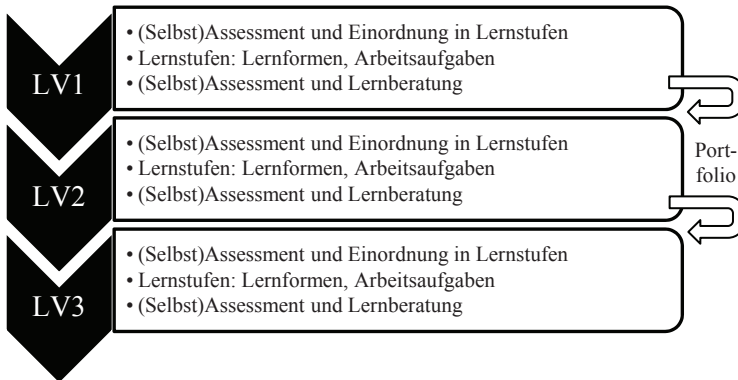 LV1
• (Selbst)Assessment und Einordnung in Lernstufen
• Lernstufen: Lernformen, Arbeitsaufgaben
• (Selbst)Assessment und Lernberatung
LV2
• (Selbst)Assessment und Einordnung in Lernstufen
• Lernstufen: Lernformen, Arbeitsaufgaben
• (Selbst)Assessment und Lernberatung
Port-
folio
LV3
• (Selbst)Assessment und Einordnung in Lernstufen
• Lernstufen: Lernformen, Arbeitsaufgaben
• (Selbst)Assessment und Lernberatung